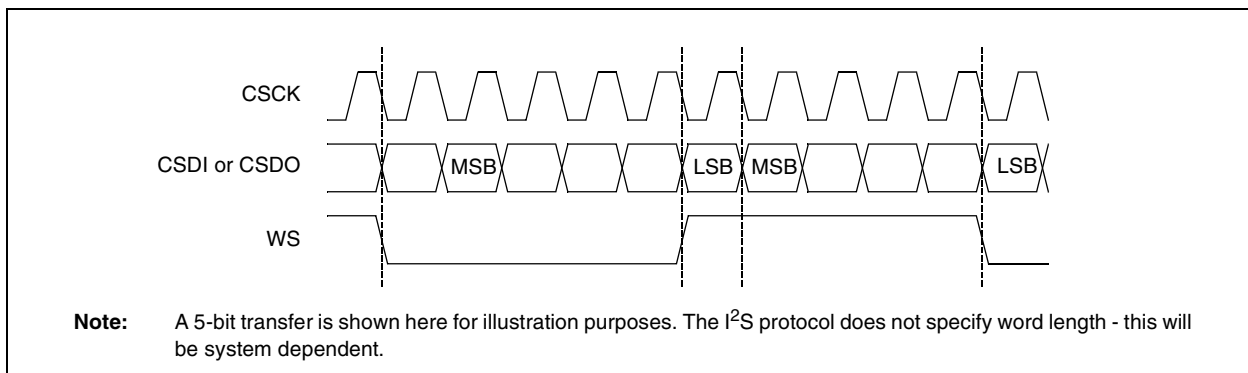 CSCK
CSDI or CSDO
MSB
LSB
MSB
LSB
WS
Note: A 5-bit transfer is shown here for illustration purposes. The I²S protocol does not specify word length - this will
be system dependent.